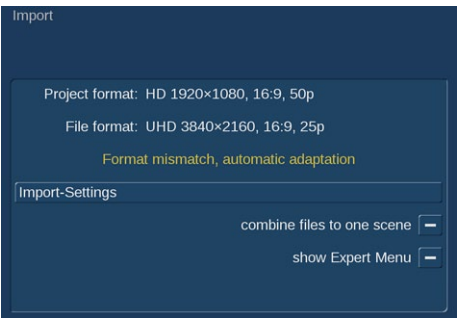 Import
Project format: HD 1920×1080, 16:9, 50p
File format: UHD 3840×2160, 16:9, 25p
Format mismatch, automatic adaptation
Import-Settings
combine files to one scene
show Expert Menu